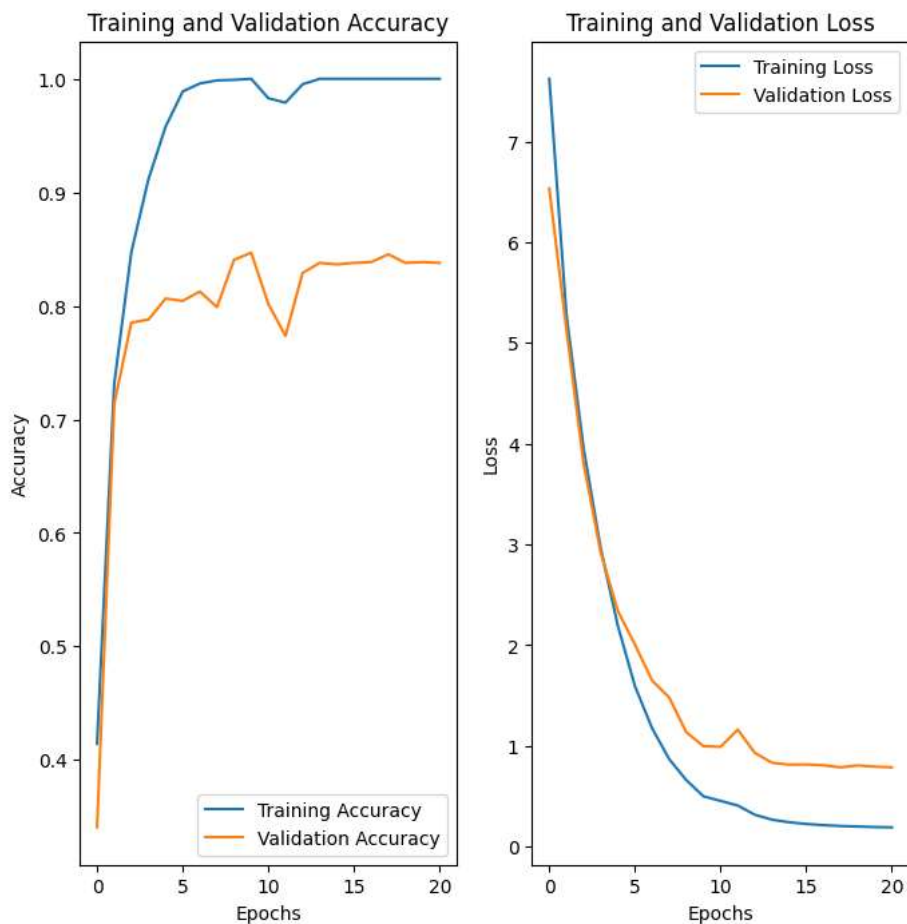 Training and Validation Accuracy
1.0
0.9
0.8
0.7
0.6
0.5
0.4
Accuracy
Training Accuracy
Validation Accuracy
0 5 10 15 20
Epochs
Training and Validation Loss
Training Loss
Validation Loss
7
6
5
4
3
2
1
0
Loss
0 5 10 15 20
Epochs